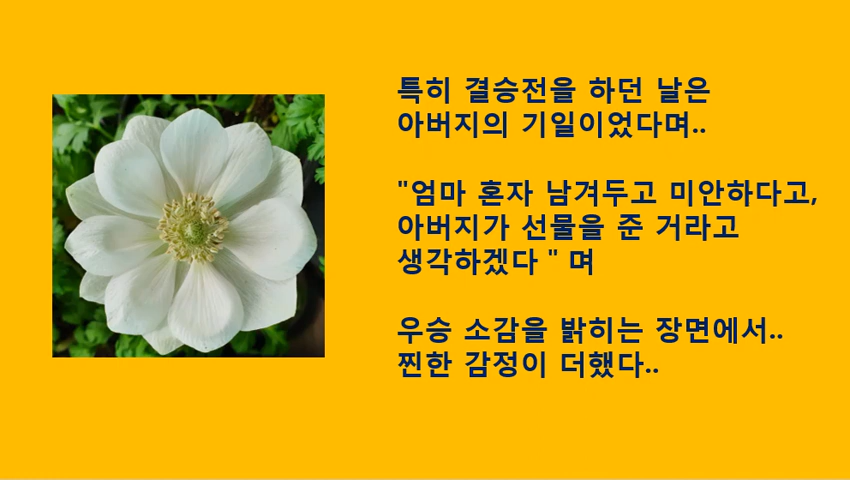 특히 결승전을 하던 날은
아버지의 기일이었다며..
"엄마 혼자 남겨두고 미안하다고,
아버지가 선물을 준 거라고
생각하겠다 " 며
우승 소감을 밝히는 장면에서..
찐한 감정이 더했다..